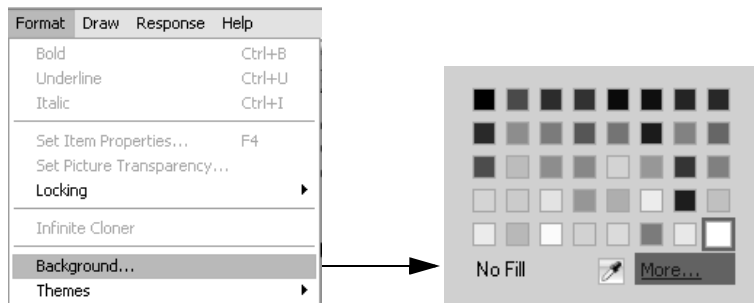 Format Draw Response Help
Bold Ctrl+B
Underline Ctrl+U
Italic Ctrl+I
Set Item Properties... F4
Set Picture Transparency...
Locking
Infinite Cloner
Background...
Themes
No Fill More...